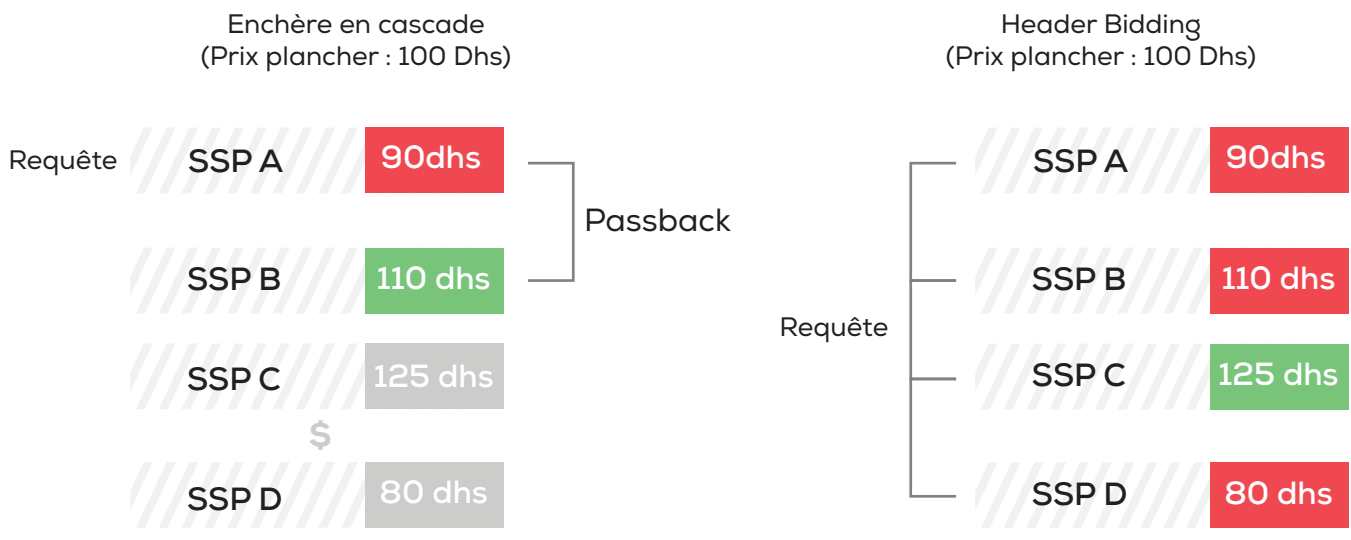 Enchère en cascade
(Prix plancher : 100 Dhs)
Requête
SSP A
90dhs
Passback
SSP B
110 dhs
SSP C
125 dhs
$
SSP D
80 dhs
Header Bidding
(Prix plancher : 100 Dhs)
Requête
SSP A
90dhs
SSP B
110 dhs
SSP C
125 dhs
SSP D
80 dhs